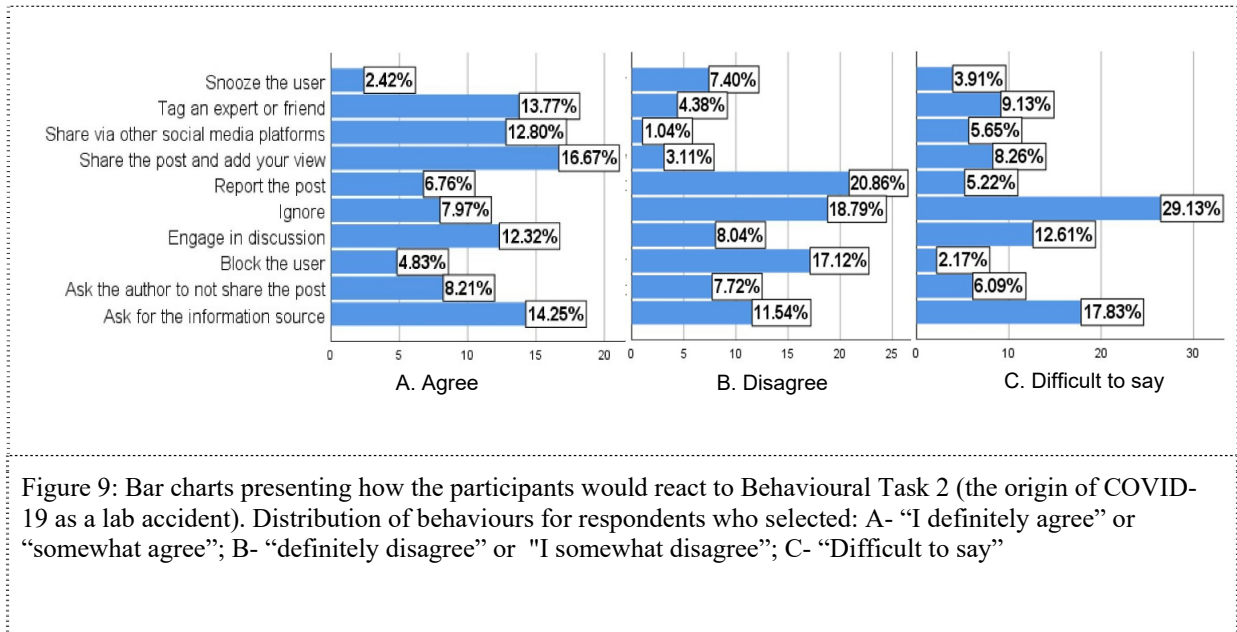 Snooze the user 2.42% 7.40% 3.91%
Tag an expert or friend 13.77% 4.38% 9.13%
Share via other social media platforms 12.80% 1.04% 5.65%
Share the post and add your view 16.67% 3.11% 8.26%
Report the post 6.76% 20.86% 5.22%
Ignore 7.97% 18.79% 29.13%
Engage in discussion 12.32% 8.04% 12.61%
Block the user 4.83% 17.12% 2.17%
Ask the author to not share the post 8.21% 7.72% 6.09%
Ask for the information source 14.25% 11.54% 17.83%
0 5 10 15 20 0 5 10 15 20 25 0 10 20 30
A. Agree B. Disagree C. Difficult to say
Figure 9: Bar charts presenting how the participants would react to Behavioural Task 2 (the origin of COVID-
19 as a lab accident). Distribution of behaviours for respondents who selected: A- “I definitely agree” or
“somewhat agree”; B- “definitely disagree” or "I somewhat disagree”; C- “Difficult to say”